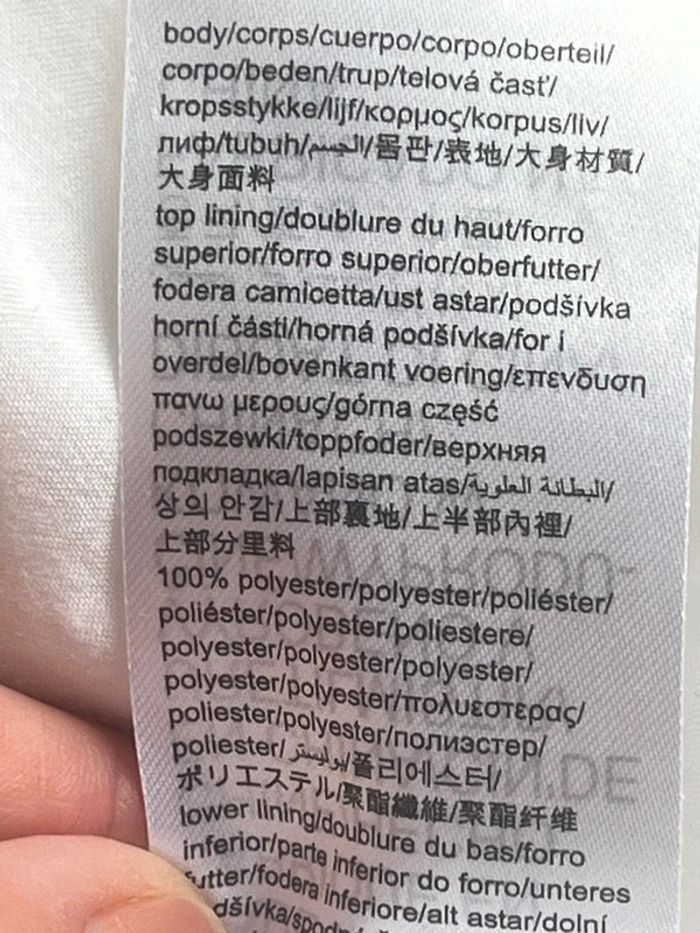 body/corps/cuerpo/corpo/oberteil/
corpo/beden/trup/telová časť/
kropsstykke/lijf/κορμος/korpus/liv/
лиф/tubuh/الجسم/몸판/表地/大身材質/
大身面料
top lining/doublure du haut/forro
superior/forro superior/oberfutter/
fodera camicetta/ust astar/podšívka
horní části/horná podšívka/for i
overdel/bovenkant voering/επενδυση
πανω μερους/górna część
podszewki/toppfoder/верхняя
подкладка/lapisan atas/البطانة العلوية/
상의 안감/上部裏地/上半部內裡/
上部分里料
100% polyester/polyester/poliéster/
poliéster/polyester/poliestere/
polyester/polyester/polyester/
polyester/polyester/πολυεστερας/
poliester/polyester/полиэстер/
poliester/بوليستر/폴리에스터/
ポリエステル/聚酯纖維/聚酯纤维
lower lining/doublure du bas/forro
inferior/parte inferior do forro/unteres
futter/fodera inferiore/alt astar/dolní